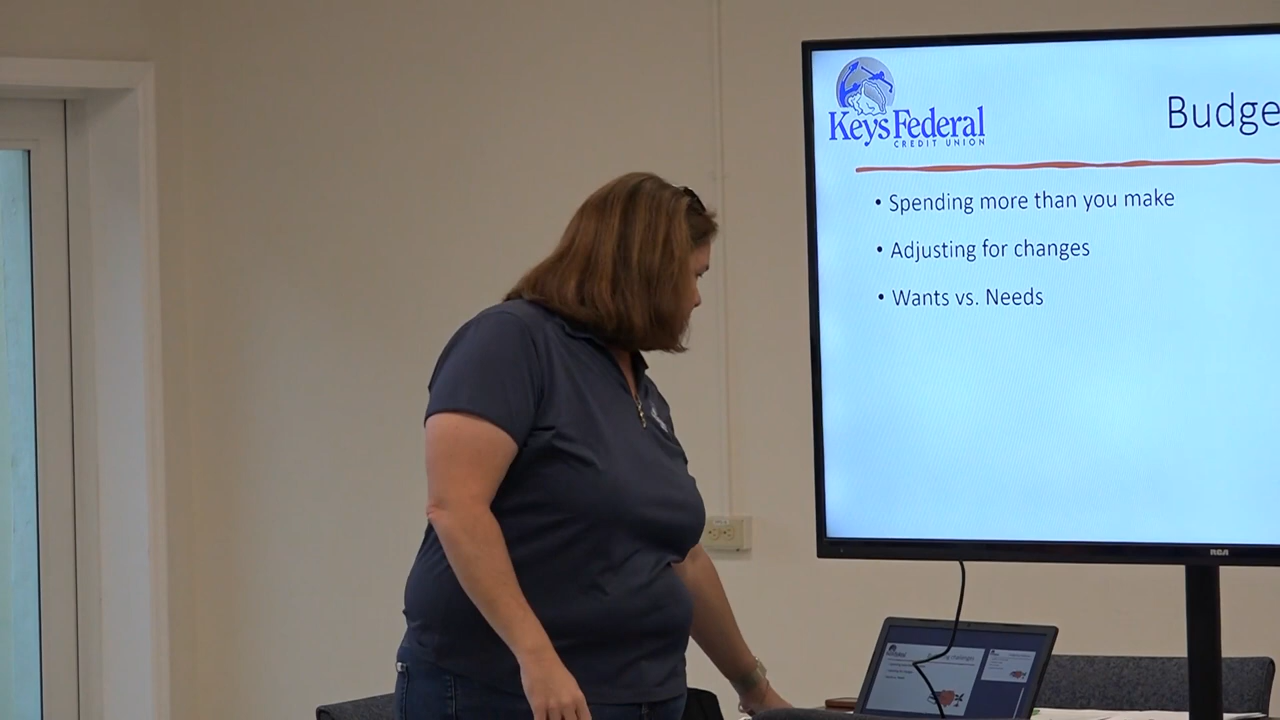 Keys Federal
CREDIT UNION
Budge
• Spending more than you make
• Adjusting for changes
• Wants vs. Needs
RCA